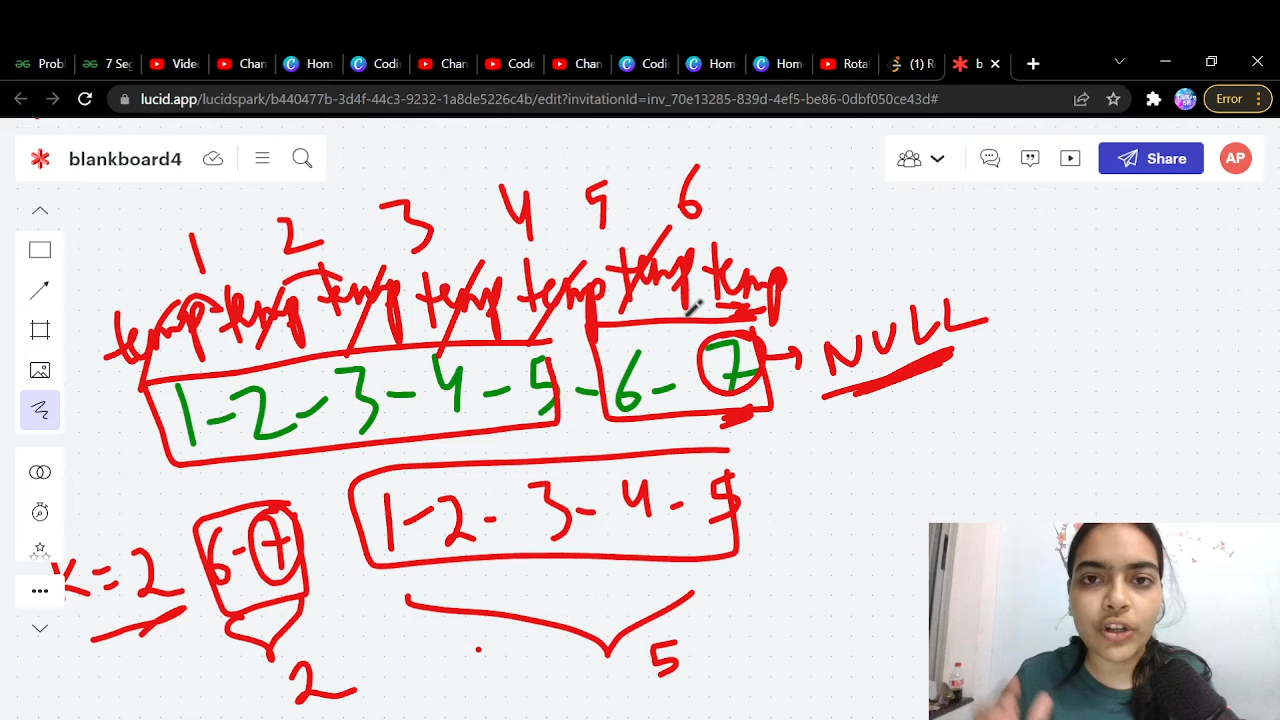 Probl
7 Seg
Video
Chan
Hom
Codi
Chan
Code
Chan
Codin
Hom
Hom
Rotat
(1) R
b
lucid.app/lucidspark/b440477b-3d4f-44c3-9232-1a8de5226c4b/edit?invitationId=inv_70e13285-839d-4ef5-be86-0dbf050ce43d#
Error
blankboard4
Share
AP
1 2 3 4 5 6
temp temp temp temp temp temp temp
1-2-3-4-5-6-7 → NULL
K=2 6-7 1-2-3-4-5
2 5